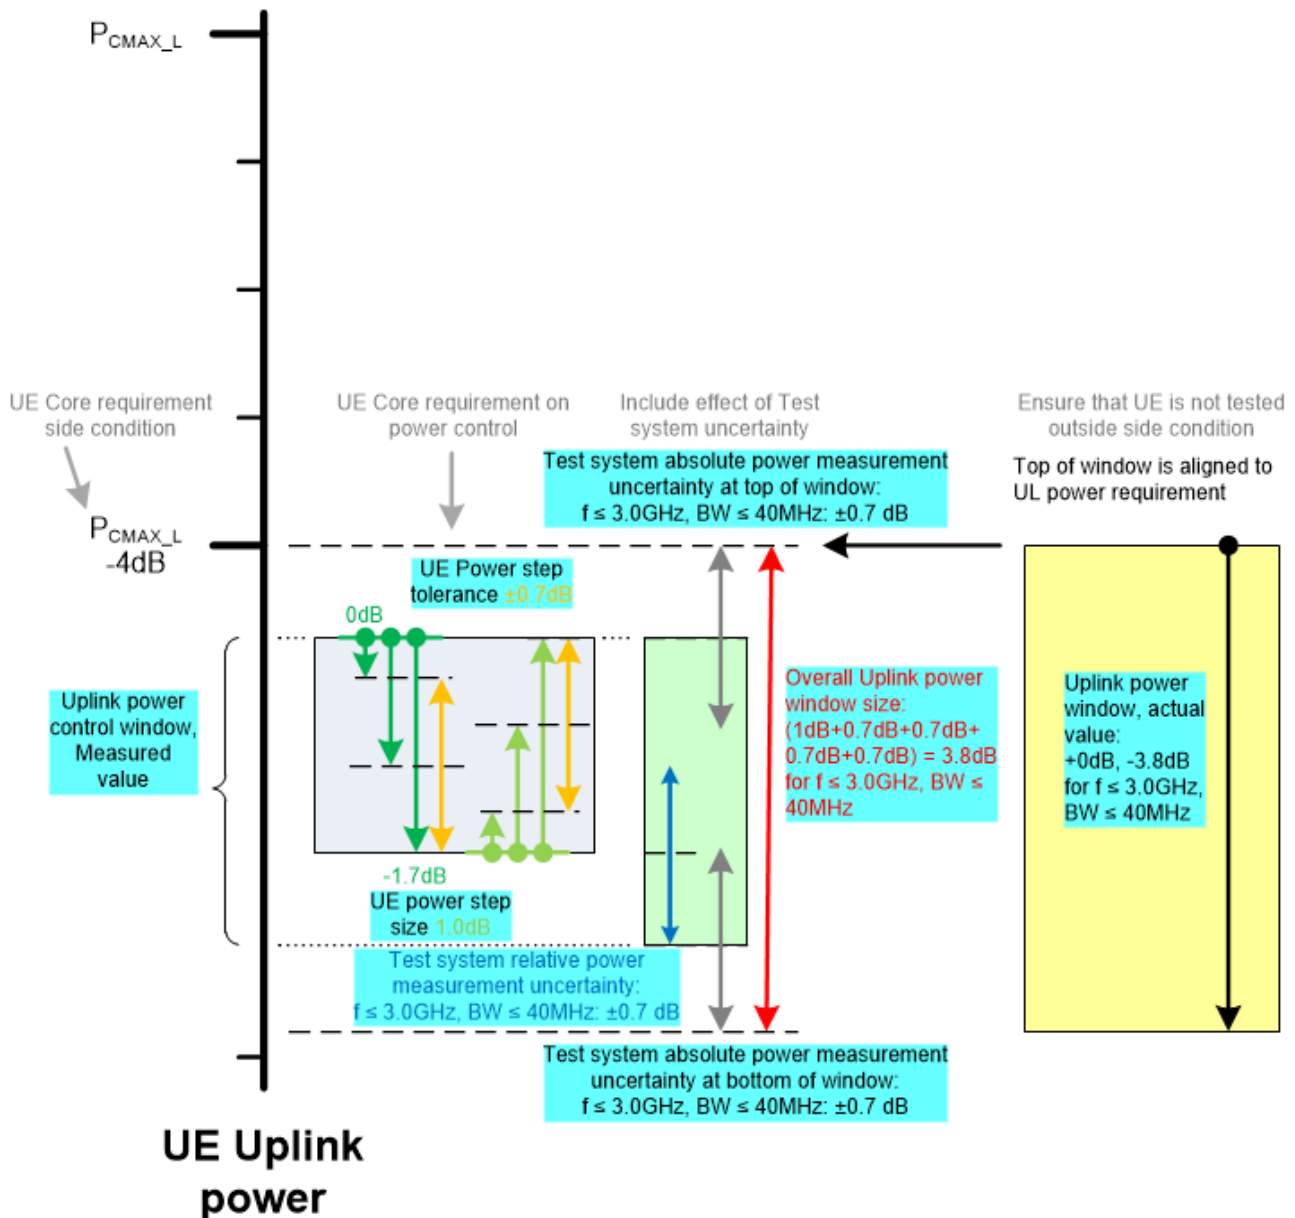 PCMAX_L
UE Core requirement
side condition
UE Core requirement on
power control
Include effect of Test
system uncertainty
Ensure that UE is not tested
outside side condition
Test system absolute power measurement
uncertainty at top of window:
f ≤ 3.0GHz, BW ≤ 40MHz: ±0.7 dB
Top of window is aligned to
UL power requirement
PCMAX_L
-4dB
UE Power step
tolerance ±0.7dB
0dB
Uplink power
control window,
Measured
value
Overall Uplink power
window size:
(1dB+0.7dB+0.7dB+
0.7dB+0.7dB) = 3.8dB
for f ≤ 3.0GHz, BW ≤
40MHz
Uplink power
window, actual
value:
+0dB, -3.8dB
for f ≤ 3.0GHz,
BW ≤ 40MHz
-1.7dB
UE power step
size 1.0dB
Test system relative power
measurement uncertainty:
f ≤ 3.0GHz, BW ≤ 40MHz: ±0.7 dB
Test system absolute power measurement
uncertainty at bottom of window:
f ≤ 3.0GHz, BW ≤ 40MHz: ±0.7 dB
UE Uplink
power